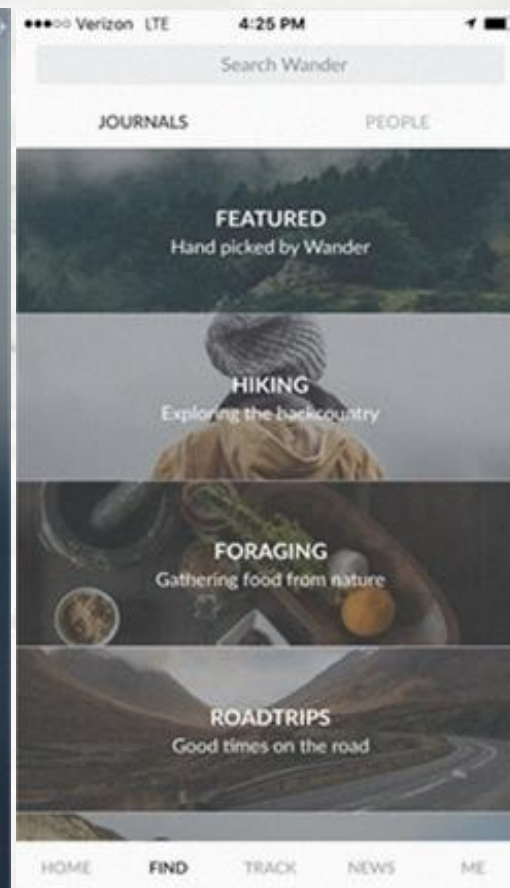 Verizon LTE 4:25 PM
Search Wander
JOURNALS PEOPLE
FEATURED
Hand picked by Wander
HIKING
Exploring the backcountry
FORAGING
Gathering food from nature
ROADTRIPS
Good times on the road
HOME FIND TRACK NEWS ME